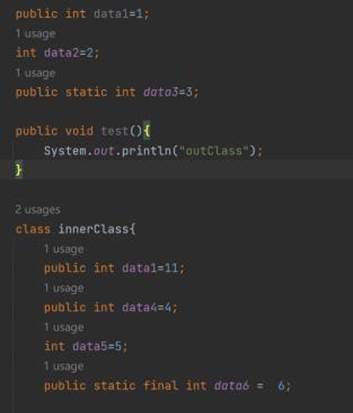 public int data1=1;
1 usage
int data2=2;
1 usage
public static int data3=3;
public void test(){
System.out.println("outClass");
}
2 usages
class innerClass{
1 usage
public int data1=11;
1 usage
public int data4=4;
1 usage
int data5=5;
1 usage
public static final int data6 =  6;